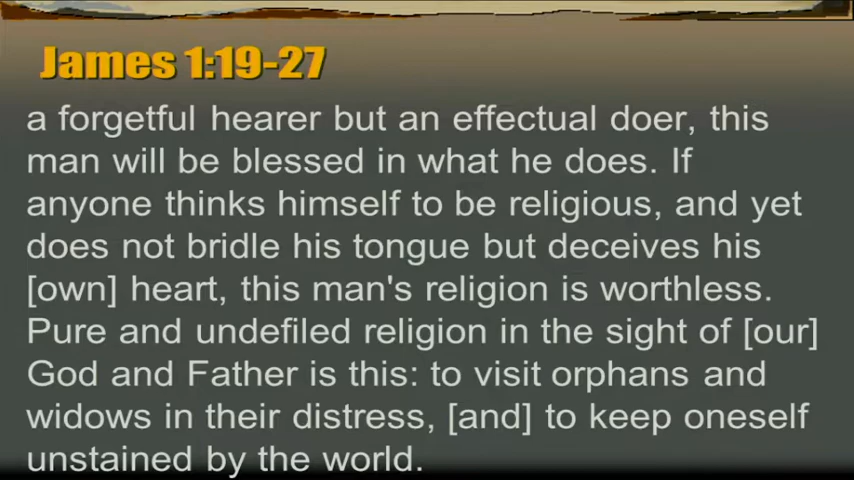 James 1:19-27
a forgetful hearer but an effectual doer, this
man will be blessed in what he does. If
anyone thinks himself to be religious, and yet
does not bridle his tongue but deceives his
[own] heart, this man's religion is worthless.
Pure and undefiled religion in the sight of [our]
God and Father is this: to visit orphans and
widows in their distress, [and] to keep oneself
unstained by the world.